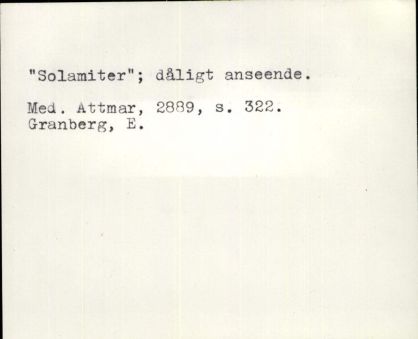 "Solamiter"; dåligt anseende.
Med. Attmar, 2889, s. 322.
Granberg, E.